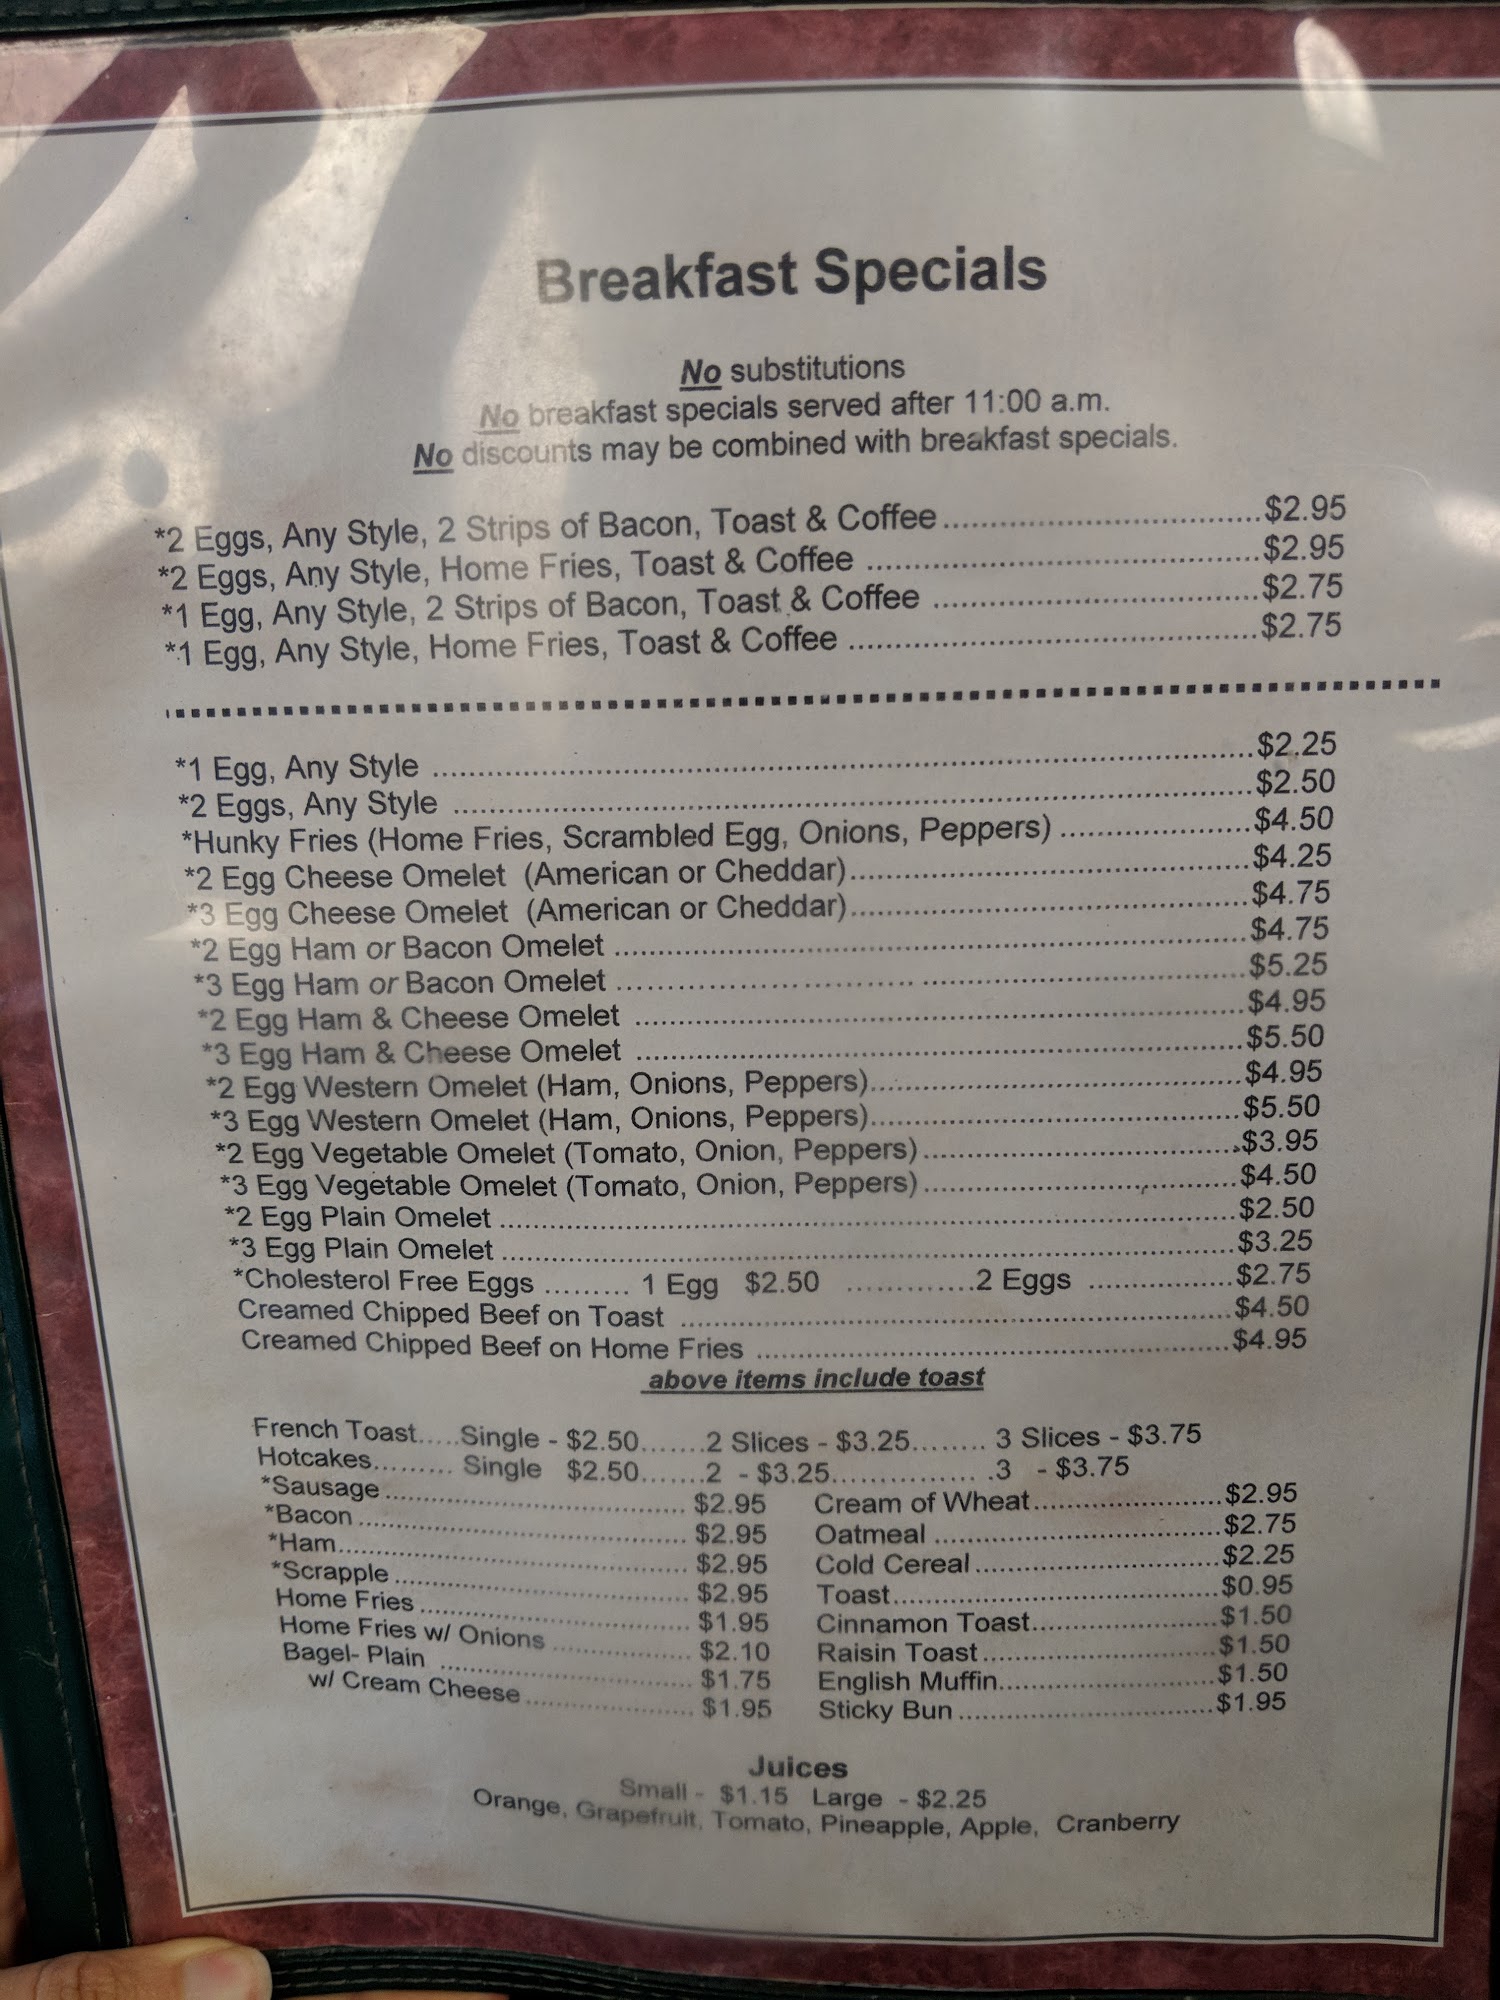 Breakfast Specials
No substitutions
No breakfast specials served after 11:00 a.m.
No discounts may be combined with breakfast specials.
*2 Eggs, Any Style, 2 Strips of Bacon, Toast & Coffee..............................$2.95
*2 Eggs, Any Style, Home Fries, Toast & Coffee ..............................$2.95
*1 Egg, Any Style, 2 Strips of Bacon, Toast & Coffee ..............................$2.75
*1 Egg, Any Style, Home Fries, Toast & Coffee ..............................$2.75
*1 Egg, Any Style ..............................$2.25
*2 Eggs, Any Style ..............................$2.50
*Hunky Fries (Home Fries, Scrambled Egg, Onions, Peppers) ....................$4.50
*2 Egg Cheese Omelet (American or Cheddar)..............................$4.25
*3 Egg Cheese Omelet (American or Cheddar)..............................$4.75
*2 Egg Ham or Bacon Omelet ..............................$4.75
*3 Egg Ham or Bacon Omelet ..............................$5.25
*2 Egg Ham & Cheese Omelet ..............................$4.95
*3 Egg Ham & Cheese Omelet ..............................$5.50
*2 Egg Western Omelet (Ham, Onions, Peppers)..............................$4.95
*3 Egg Western Omelet (Ham, Onions, Peppers)..............................$5.50
*2 Egg Vegetable Omelet (Tomato, Onion, Peppers)..............................$3.95
*3 Egg Vegetable Omelet (Tomato, Onion, Peppers)..............................$4.50
*2 Egg Plain Omelet ..............................$2.50
*3 Egg Plain Omelet ..............................$3.25
*Cholesterol Free Eggs ......... 1 Egg $2.50 .............2 Eggs ...............$2.75
Creamed Chipped Beef on Toast ..............................$4.50
Creamed Chipped Beef on Home Fries ..............................$4.95
above items include toast
French Toast.....Single - $2.50.......2 Slices - $3.25........ 3 Slices - $3.75
Hotcakes......... Single $2.50.......2 - $3.25................ .3 - $3.75
*Sausage.............................. $2.95 Cream of Wheat......................$2.95
*Bacon.............................. $2.95 Oatmeal ..............................$2.75
*Ham.............................. $2.95 Cold Cereal..............................$2.25
*Scrapple.............................. $2.95 Toast..............................$0.95
Home Fries.............................. $1.95 Cinnamon Toast......................$1.50
Home Fries w/ Onions .................. $2.10 Raisin Toast..........................$1.50
Bagel- Plain .............................. $1.75 English Muffin..........................$1.50
w/ Cream Cheese...................... $1.95 Sticky Bun..............................$1.95
Juices
Small - $1.15 Large - $2.25
Orange, Grapefruit, Tomato, Pineapple, Apple, Cranberry